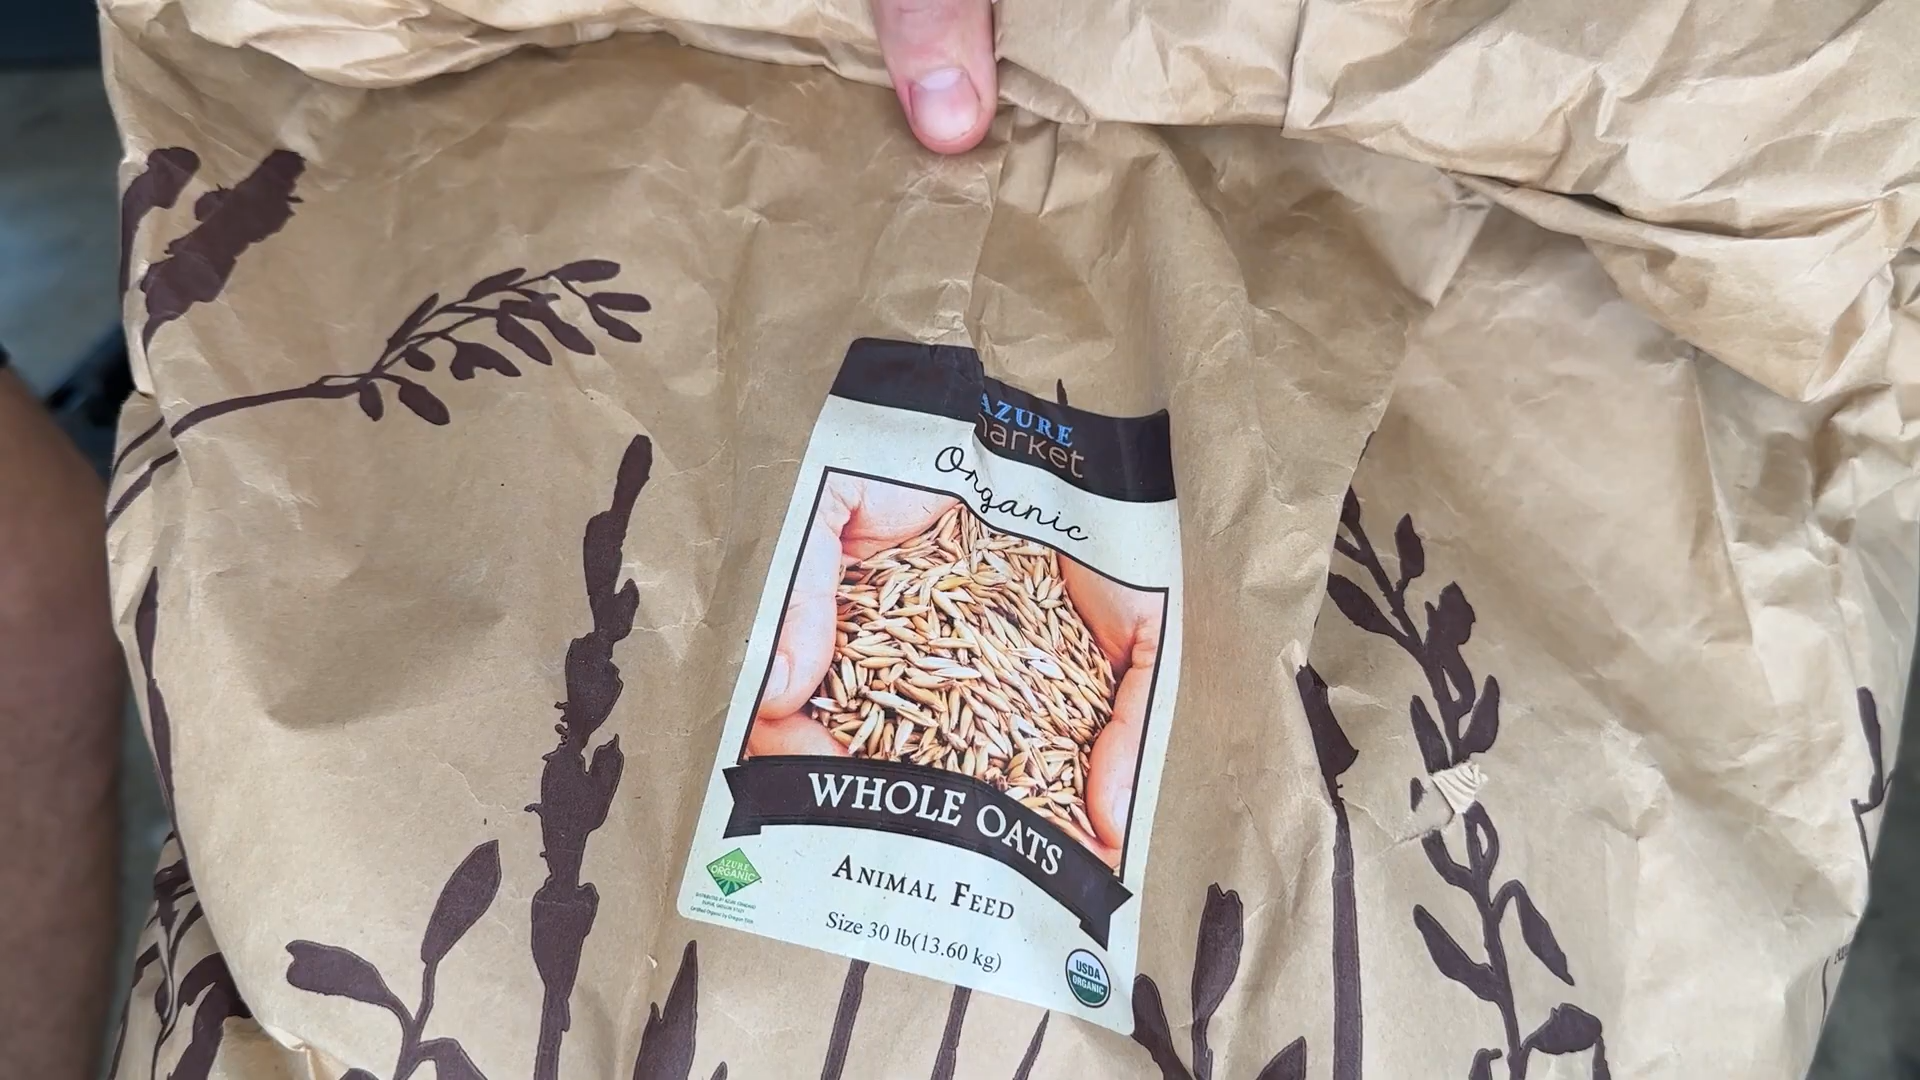 AZURE
market
Organic
WHOLE OATS
ANIMAL FEED
Size 30 lb(13.60 kg)
AZURE
ORGANIC
USDA
ORGANIC